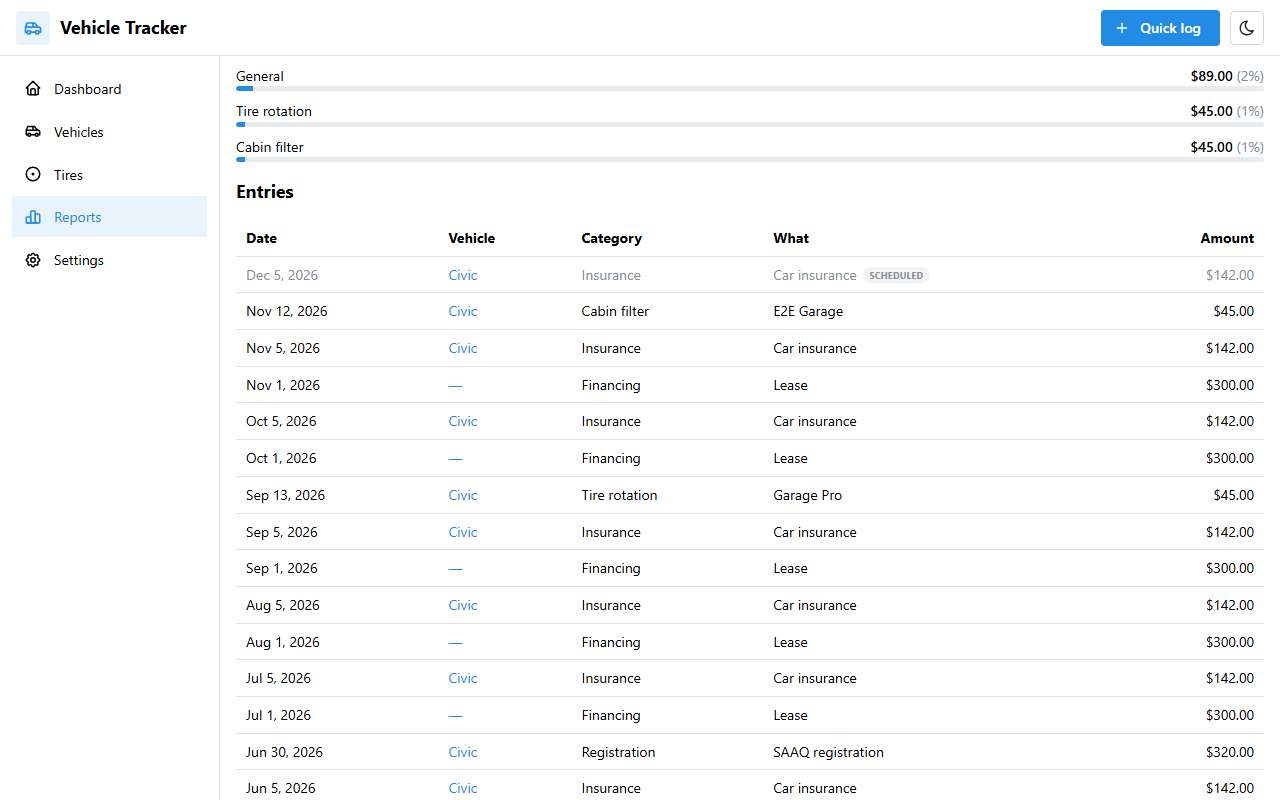 Vehicle Tracker
Quick log
Dashboard
Vehicles
Tires
Reports
Settings
General $89.00 (2%)
Tire rotation $45.00 (1%)
Cabin filter $45.00 (1%)
Entries
Date Vehicle Category What Amount
Dec 5, 2026 Civic Insurance Car insurance SCHEDULED $142.00
Nov 12, 2026 Civic Cabin filter E2E Garage $45.00
Nov 5, 2026 Civic Insurance Car insurance $142.00
Nov 1, 2026 — Financing Lease $300.00
Oct 5, 2026 Civic Insurance Car insurance $142.00
Oct 1, 2026 — Financing Lease $300.00
Sep 13, 2026 Civic Tire rotation Garage Pro $45.00
Sep 5, 2026 Civic Insurance Car insurance $142.00
Sep 1, 2026 — Financing Lease $300.00
Aug 5, 2026 Civic Insurance Car insurance $142.00
Aug 1, 2026 — Financing Lease $300.00
Jul 5, 2026 Civic Insurance Car insurance $142.00
Jul 1, 2026 — Financing Lease $300.00
Jun 30, 2026 Civic Registration SAAQ registration $320.00
Jun 5, 2026 Civic Insurance Car insurance $142.00